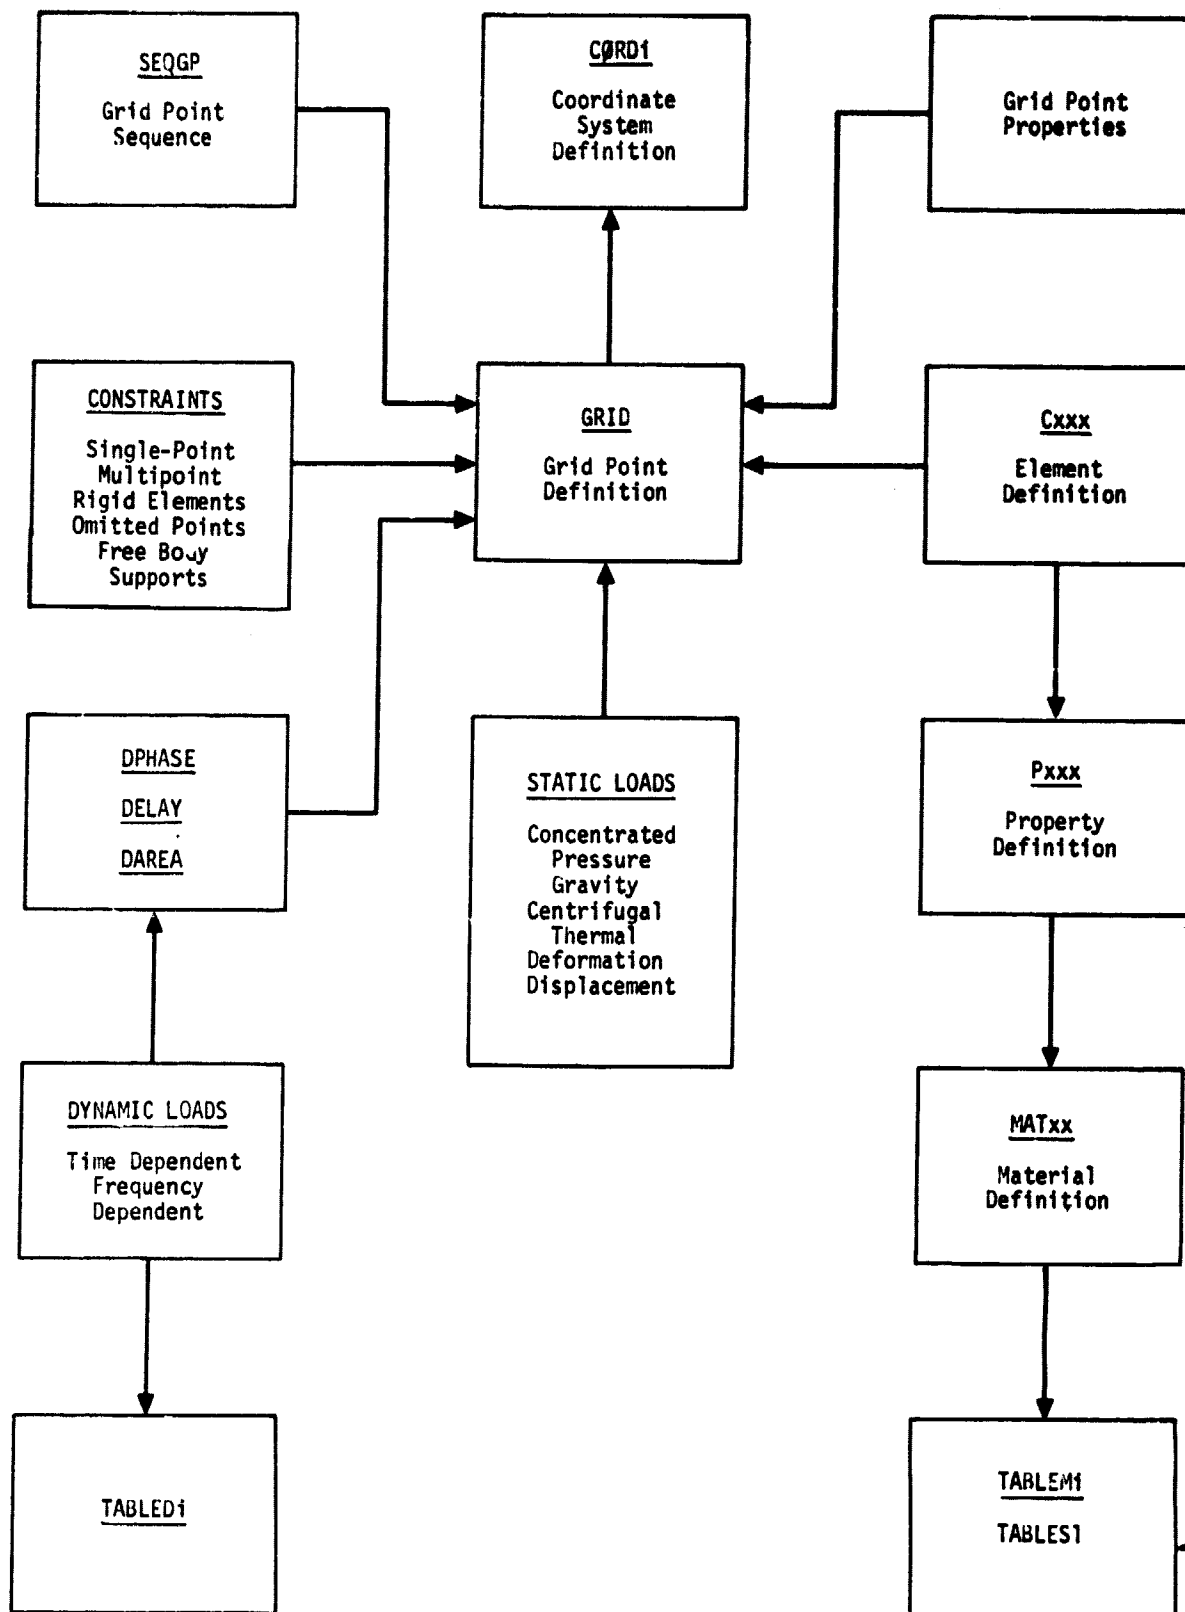 SEQGP
Grid Point
Sequence
CØRDi
Coordinate
System
Definition
Grid Point
Properties
CONSTRAINTS
Single-Point
Multipoint
Rigid Elements
Omitted Points
Free Body
Supports
GRID
Grid Point
Definition
Cxxx
Element
Definition
DPHASE
DELAY
DAREA
STATIC LOADS
Concentrated
Pressure
Gravity
Centrifugal
Thermal
Deformation
Displacement
Pxxx
Property
Definition
DYNAMIC LOADS
Time Dependent
Frequency
Dependent
MATxx
Material
Definition
TABLEDi
TABLEMi
TABLES1